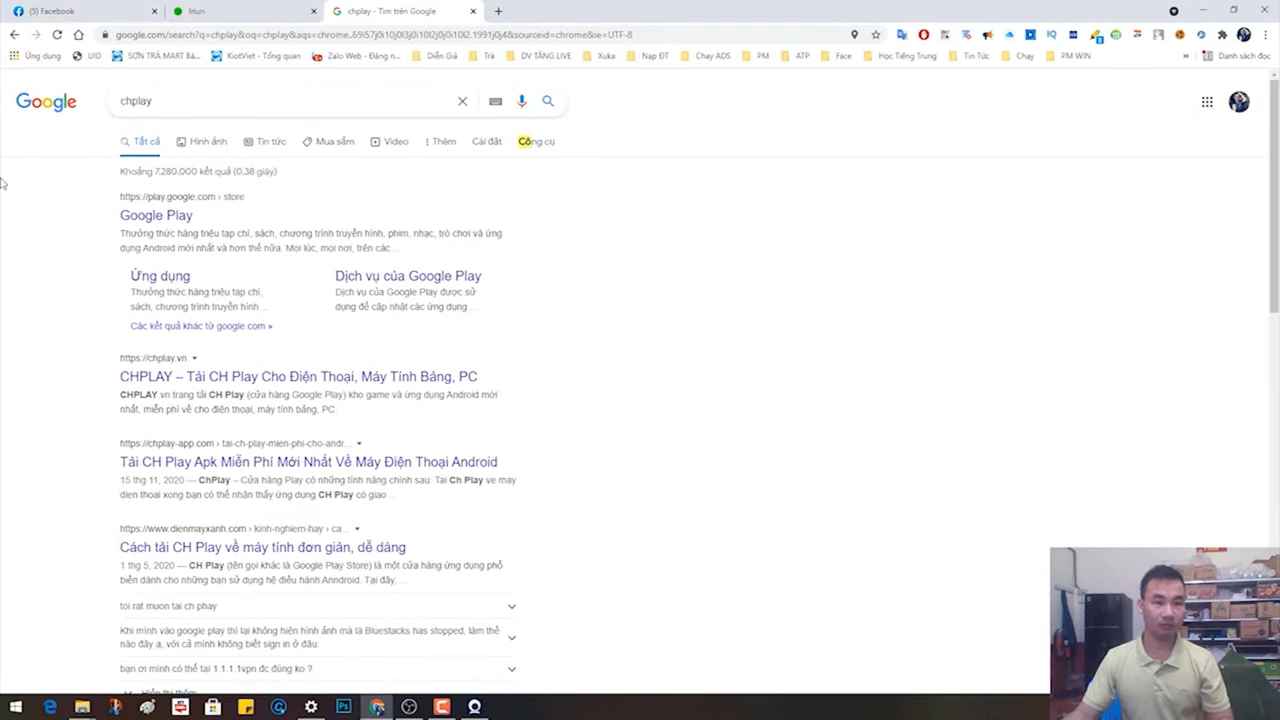 (5) Facebook
Iriun
chplay - Tìm trên Google
google.com/search?q=chplay&oq=chplay&aqs=chrome..69i57j0i10j0l3j0i10l2j0j0i10l2.1991j0j4&sourceid=chrome&ie=UTF-8
Ứng dụng
UID
SƠN TRÀ MART Bá...
KiotViet - Tổng quan
Zalo Web - Đăng n...
Diễn Giả
Trà
DV TĂNG LIVE
Xuka
Nạp ĐT
Chay ADS
PM
ATP
Face
Học Tiếng Trung
Tin Tức
Chay
PM WIN
Danh sách đọc
Google
chplay
Tất cả
Hình ảnh
Tin tức
Mua sắm
Video
Thêm
Cài đặt
Công cụ
Khoảng 7.280.000 kết quả (0,38 giây)
https://play.google.com › store
Google Play
Thưởng thức hàng triệu tạp chí, sách, chương trình truyền hình, phim, nhạc, trò chơi và ứng
dụng Android mới nhất và hơn thế nữa. Mọi lúc, mọi nơi, trên các ...
Ứng dụng
Thưởng thức hàng triệu tạp chí,
sách, chương trình truyền hình ...
Dịch vụ của Google Play
Dịch vụ của Google Play được sử
dụng để cập nhật các ứng dụng ...
Các kết quả khác từ google.com »
https://chplay.vn
CHPLAY – Tải CH Play Cho Điện Thoại, Máy Tính Bảng, PC
CHPLAY vn trang tải CH Play (cửa hàng Google Play) kho game và ứng dụng Android mới
nhất, miễn phí về cho điện thoại, máy tính bảng, PC.
https://chplay-app.com › tai-ch-play-mien-phi-cho-andr...
Tải CH Play Apk Miễn Phí Mới Nhất Về Máy Điện Thoại Android
15 thg 11, 2020 — ChPlay – Cửa hàng Play có những tính năng chính sau. Tai Ch Play ve may
dien thoai xong bạn có thể nhận thấy ứng dụng CH Play có giao ...
https://www.dienmayxanh.com › kinh-nghiem-hay › ca...
Cách tải CH Play về máy tính đơn giản, dễ dàng
1 thg 5, 2020 — CH Play (tên gọi khác là Google Play Store) là một cửa hàng ứng dụng phổ
biến dành cho những bạn sử dụng hệ điều hành Anndroid. Tại đây, ...
toi rat muon tai ch phay
Khi mình vào google play thì lại không hiện hình ảnh mà là Bluestacks has stopped, làm thế
nào đây ạ, với cả mình không biết sign in ở đâu.
bạn ơi mình có thể tại 1.1.1.1vpn đc đúng ko ?
Hiển thị thêm